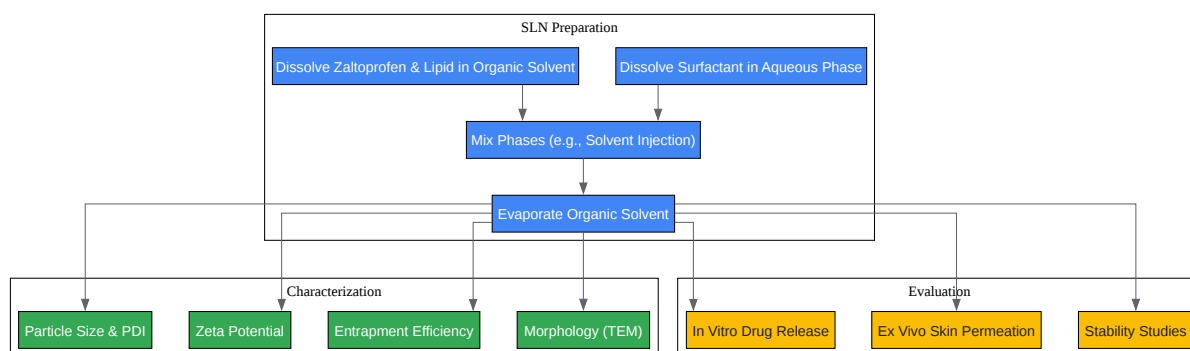 SLN Preparation
Dissolve Zaltoprofen & Lipid in Organic Solvent
Dissolve Surfactant in Aqueous Phase
Mix Phases (e.g., Solvent Injection)
Evaporate Organic Solvent
Characterization
Particle Size & PDI
Zeta Potential
Entrapment Efficiency
Morphology (TEM)
Evaluation
In Vitro Drug Release
Ex Vivo Skin Permeation
Stability Studies